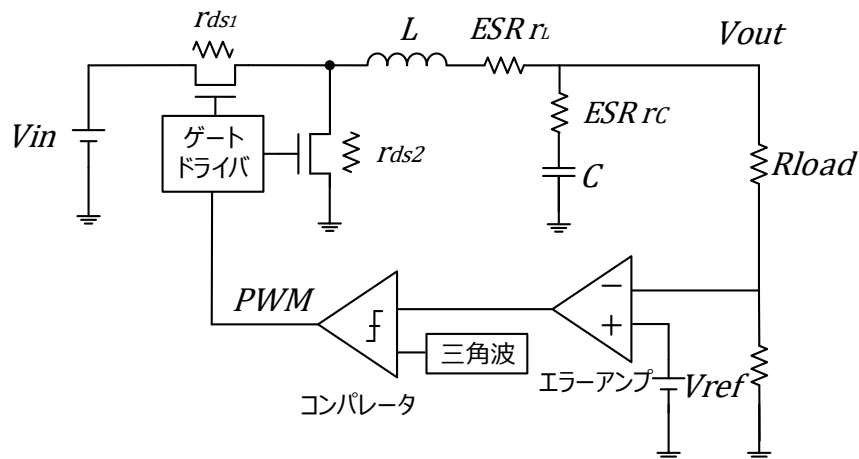 rds1
L
ESR rL
Vout
Vin
ゲート
ドライバ
rds2
ESR rC
C
Rload
PWM
−
+
三角波
コンパレータ
エラーアンプ
Vref